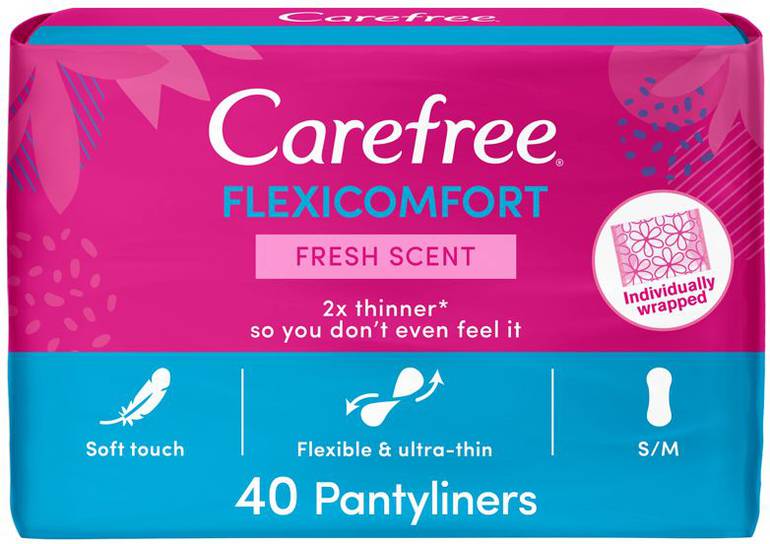 Carefree
Carefree®
FLEXICOMFORT
FRESH SCENT
2x thinner*
so you don't even feel it
Individually
wrapped
Soft touch
Flexible & ultra-thin
S/M
40 Pantyliners